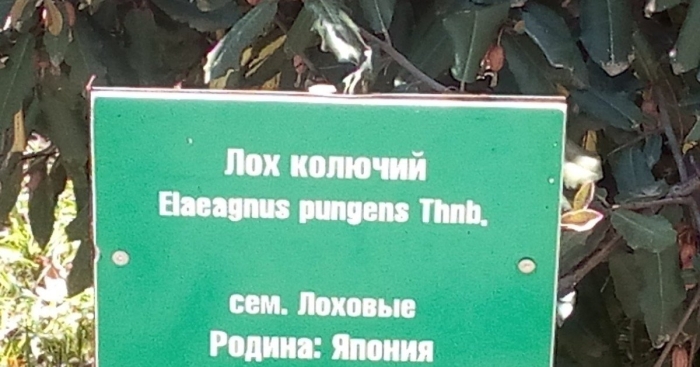 Лох колючий
Elaeagnus pungens Thnb.
сем. Лоховые
Родина: Япония